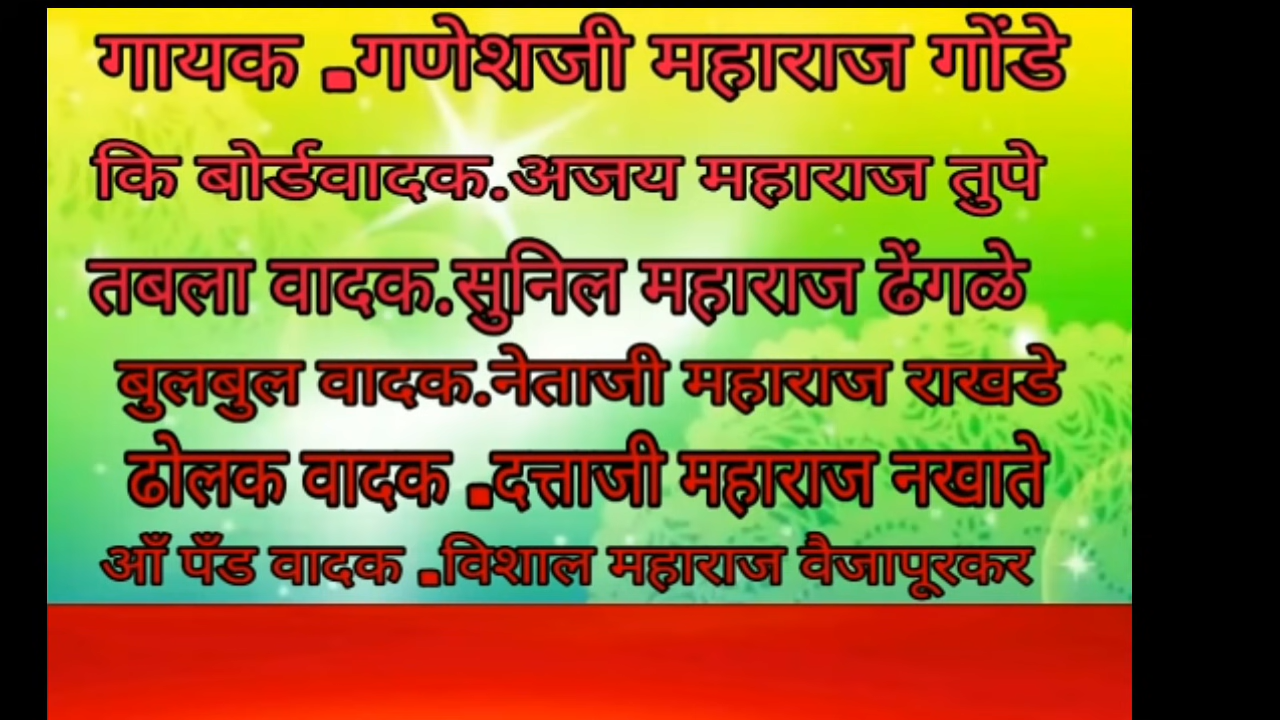 गायक .गणेशजी महाराज गोंडे
कि बोर्डवादक.अजय महाराज तुपे
तबला वादक.सुनिल महाराज ढेंगळे
बुलबुल वादक.नेताजी महाराज राखडे
ढोलक वादक .दत्ताजी महाराज नखाते
आँ पँड वादक .विशाल महाराज वैजापूरकर